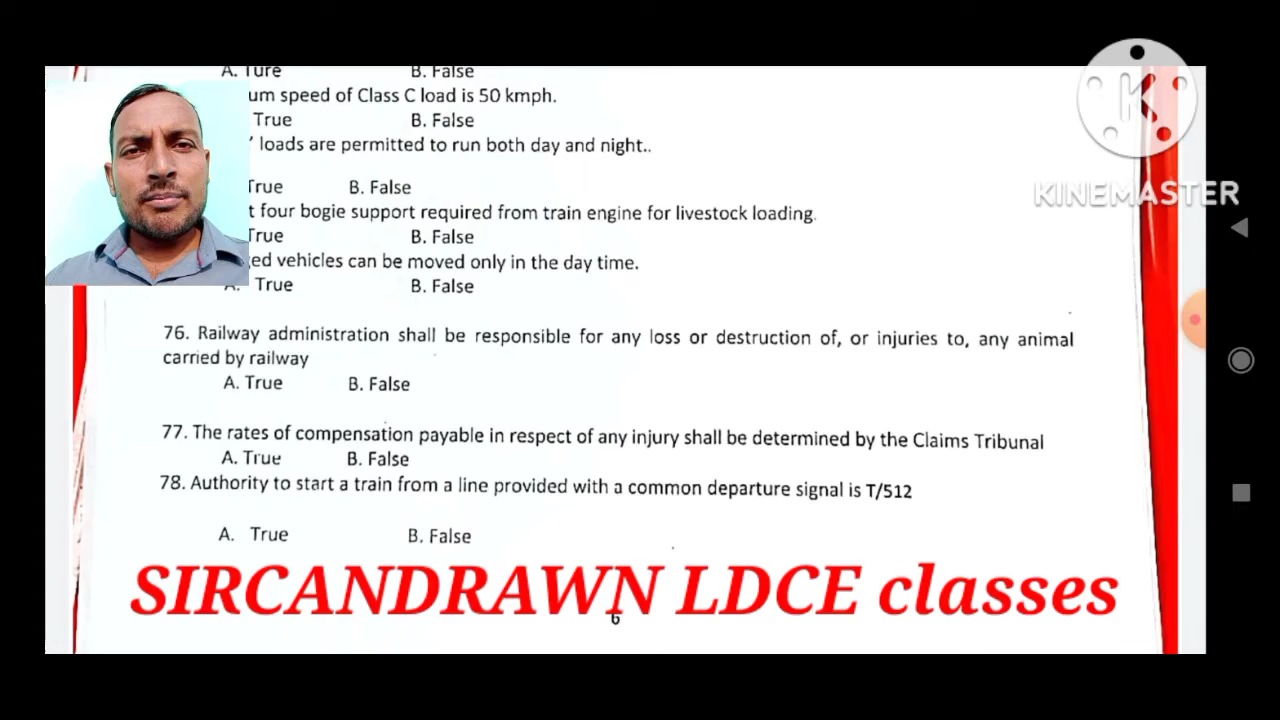 A. Ture B. False
um speed of Class C load is 50 kmph.
True B. False
' loads are permitted to run both day and night..
True B. False
t four bogie support required from train engine for livestock loading.
True B. False
ed vehicles can be moved only in the day time.
A. True B. False
76. Railway administration shall be responsible for any loss or destruction of, or injuries to, any animal
carried by railway
A. True B. False
77. The rates of compensation payable in respect of any injury shall be determined by the Claims Tribunal
A. True B. False
78. Authority to start a train from a line provided with a common departure signal is T/512
A. True B. False
SIRCANDRAWN LDCE classes
6
K
KINEMASTER